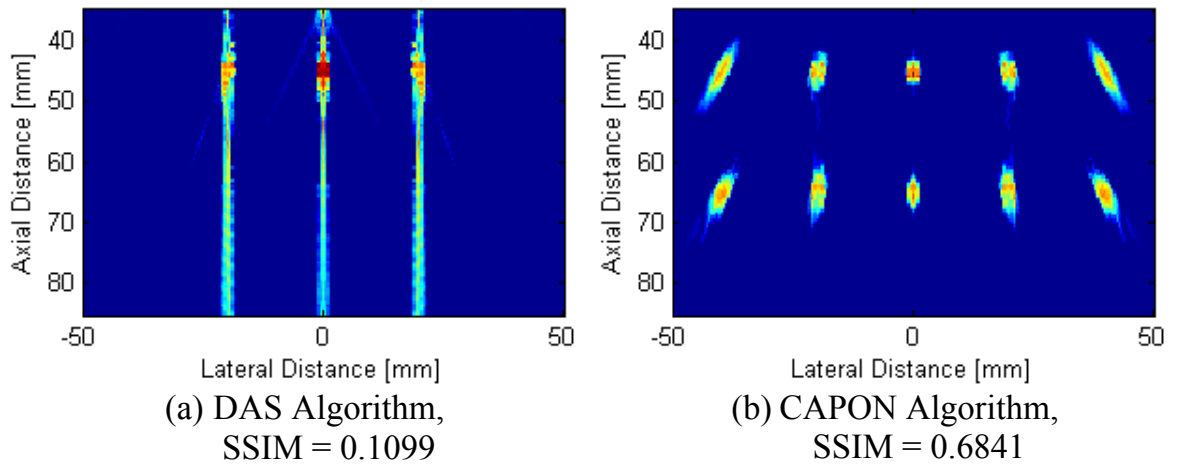 40
50
60
70
80
Axial Distance [mm]
-50
0
50
Lateral Distance [mm]
(a) DAS Algorithm,
SSIM = 0.1099
40
50
60
70
80
Axial Distance [mm]
-50
0
50
Lateral Distance [mm]
(b) CAPON Algorithm,
SSIM = 0.6841